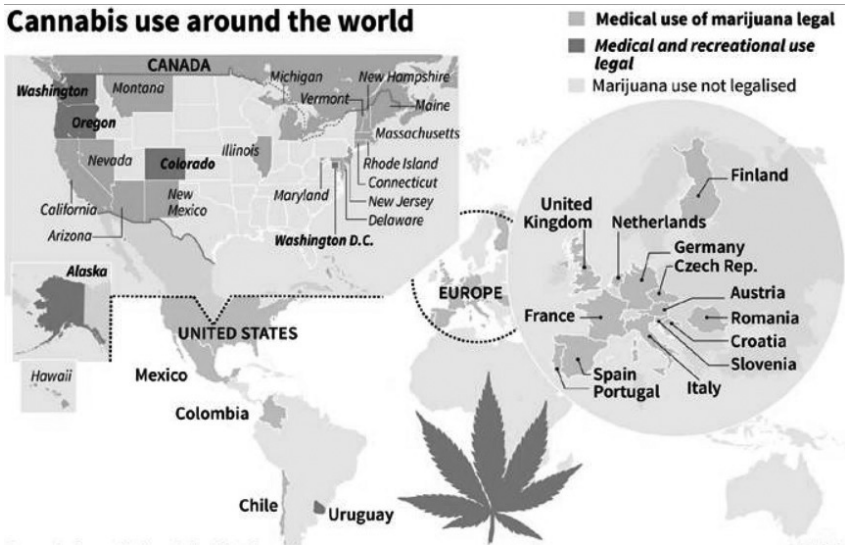 Cannabis use around the world
Medical use of marijuana legal
Medical and recreational use
legal
Marijuana use not legalised
CANADA
Washington
Montana
Michigan
New Hampshire
Vermont
Maine
Oregon
Massachusetts
Nevada
Colorado
Illinois
Rhode Island
Connecticut
California
New
Mexico
Maryland
New Jersey
Delaware
Arizona
Washington D.C.
Alaska
Hawaii
UNITED STATES
Mexico
Colombia
Chile
Uruguay
EUROPE
Finland
United
Kingdom
Netherlands
Germany
Czech Rep.
Austria
France
Romania
Croatia
Slovenia
Spain
Portugal
Italy